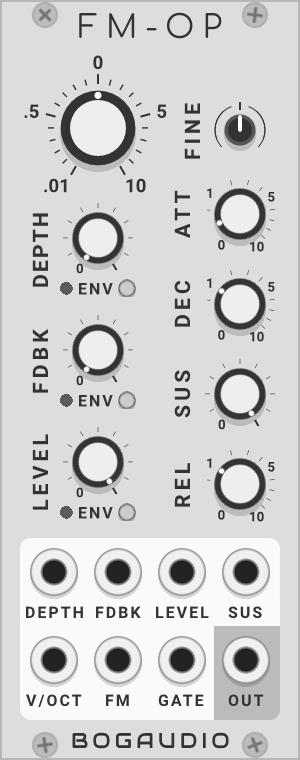 FM-OP
0
.5 5
.01 10
FINE
DEPTH
0
ENV
ATT
1 5
0 10
FDBK
0
ENV
DEC
1 5
0 10
SUS
0
LEVEL
0
ENV
REL
1 5
0 10
DEPTH FDBK LEVEL SUS
V/OCT FM GATE OUT
BOGAUDIO